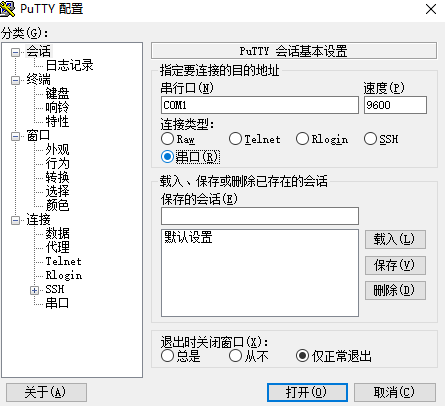 PuTTY 配置
分类(G):
会话
日志记录
终端
键盘
响铃
特性
窗口
外观
行为
转换
选择
颜色
连接
数据
代理
Telnet
Rlogin
SSH
串口
PuTTY 会话基本设置
指定要连接的目的地址
串行口(N) 速度(P)
COM1 9600
连接类型:
Raw Telnet Rlogin SSH
串口(R)
载入、保存或删除已存在的会话
保存的会话(E)
默认设置
载入(L)
保存(V)
删除(D)
退出时关闭窗口(X):
总是 从不 仅正常退出
关于(A) 打开(O) 取消(C)